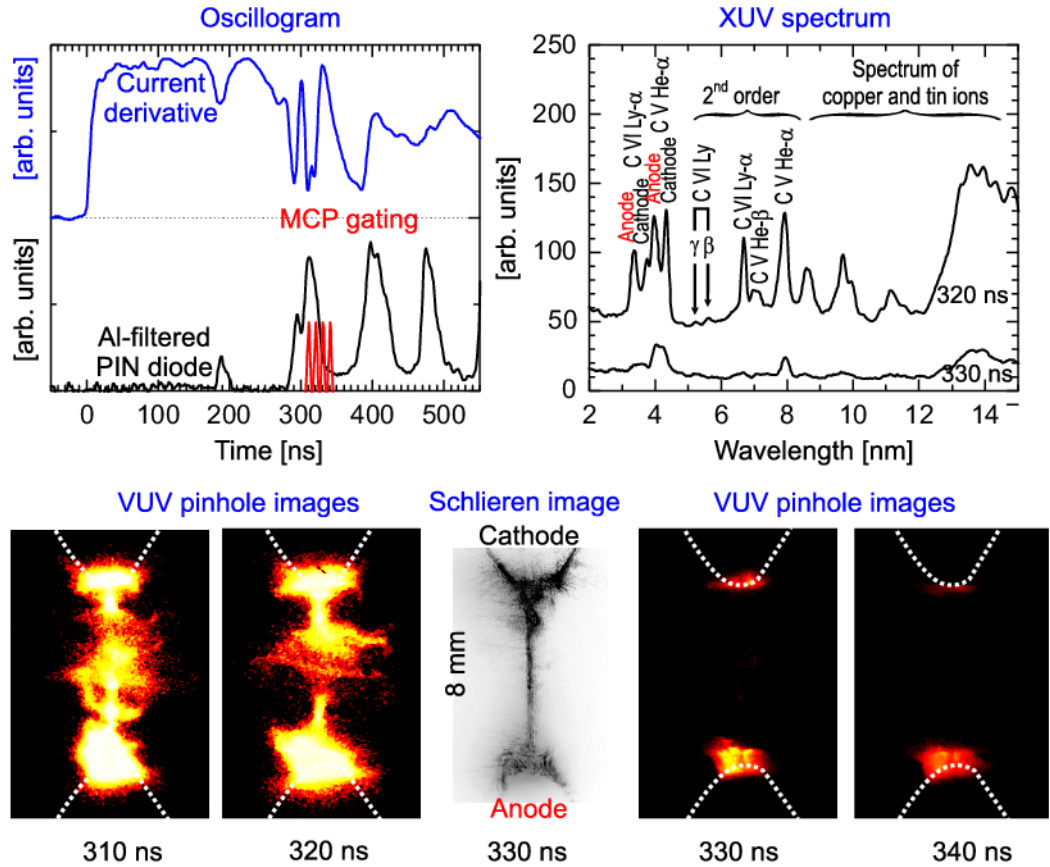 Oscillogram
[arb. units]
Current
derivative
MCP gating
[arb. units]
Al-filtered
PIN diode
0 100 200 300 400 500
Time [ns]
XUV spectrum
[arb. units]
250
200
150
100
50
0
Anode
Cathode
C VI Ly-α
Anode
Cathode
C V He-α
2nd order
C VI Ly
γ β
C VI Ly-α
C V He-β
C V He-α
Spectrum of
copper and tin ions
320 ns
330 ns
2 4 6 8 10 12 14
Wavelength [nm]
VUV pinhole images
Schlieren image
VUV pinhole images
Cathode
8 mm
Anode
310 ns
320 ns
330 ns
330 ns
340 ns